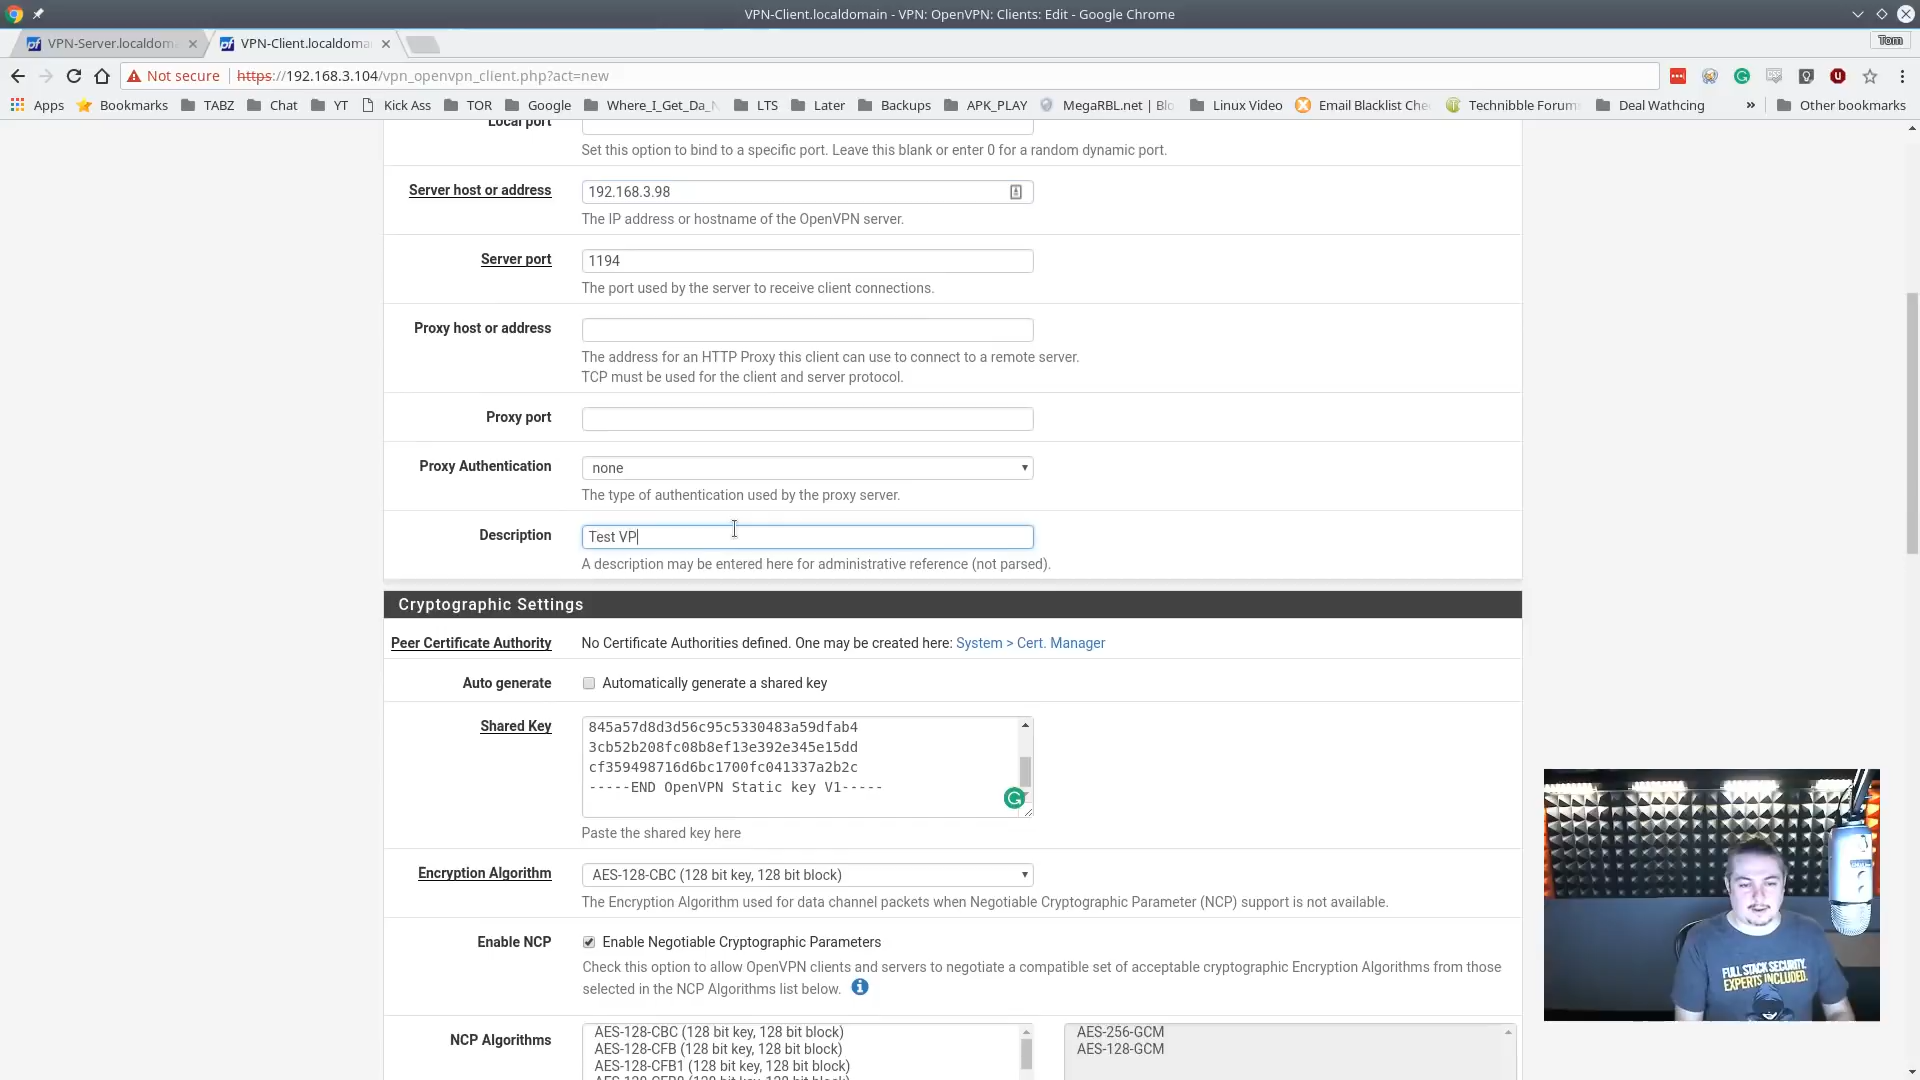 VPN-Client.localdomain - VPN: OpenVPN: Clients: Edit - Google Chrome
VPN-Server.localdom
VPN-Client.localdoma
Tom
Not secure
https://192.168.3.104/vpn_openvpn_client.php?act=new
Apps
Bookmarks
TABZ
Chat
YT
Kick Ass
TOR
Google
Where_I_Get_Da_
LTS
Later
Backups
APK_PLAY
MegaRBL.net | Blo
Linux Video
Email Blacklist Che
Technibble Forum
Deal Wathcing
»
Other bookmarks
Local port
Set this option to bind to a specific port. Leave this blank or enter 0 for a random dynamic port.
Server host or address
192.168.3.98
The IP address or hostname of the OpenVPN server.
Server port
1194
The port used by the server to receive client connections.
Proxy host or address
The address for an HTTP Proxy this client can use to connect to a remote server.
TCP must be used for the client and server protocol.
Proxy port
Proxy Authentication
none
The type of authentication used by the proxy server.
Description
Test VP
A description may be entered here for administrative reference (not parsed).
Cryptographic Settings
Peer Certificate Authority
No Certificate Authorities defined. One may be created here: System > Cert. Manager
Auto generate
Automatically generate a shared key
Shared Key
845a57d8d3d56c95c5330483a59dfab4
3cb52b208fc08b8ef13e392e345e15dd
cf359498716d6bc1700fc041337a2b2c
-----END OpenVPN Static key V1-----
Paste the shared key here
Encryption Algorithm
AES-128-CBC (128 bit key, 128 bit block)
The Encryption Algorithm used for data channel packets when Negotiable Cryptographic Parameter (NCP) support is not available.
Enable NCP
Enable Negotiable Cryptographic Parameters
Check this option to allow OpenVPN clients and servers to negotiate a compatible set of acceptable cryptographic Encryption Algorithms from those
selected in the NCP Algorithms list below.
NCP Algorithms
AES-128-CBC (128 bit key, 128 bit block)
AES-128-CFB (128 bit key, 128 bit block)
AES-128-CFB1 (128 bit key, 128 bit block)
AES-256-GCM
AES-128-GCM
FULL STACK SECURITY.
EXPERTS INCLUDED.